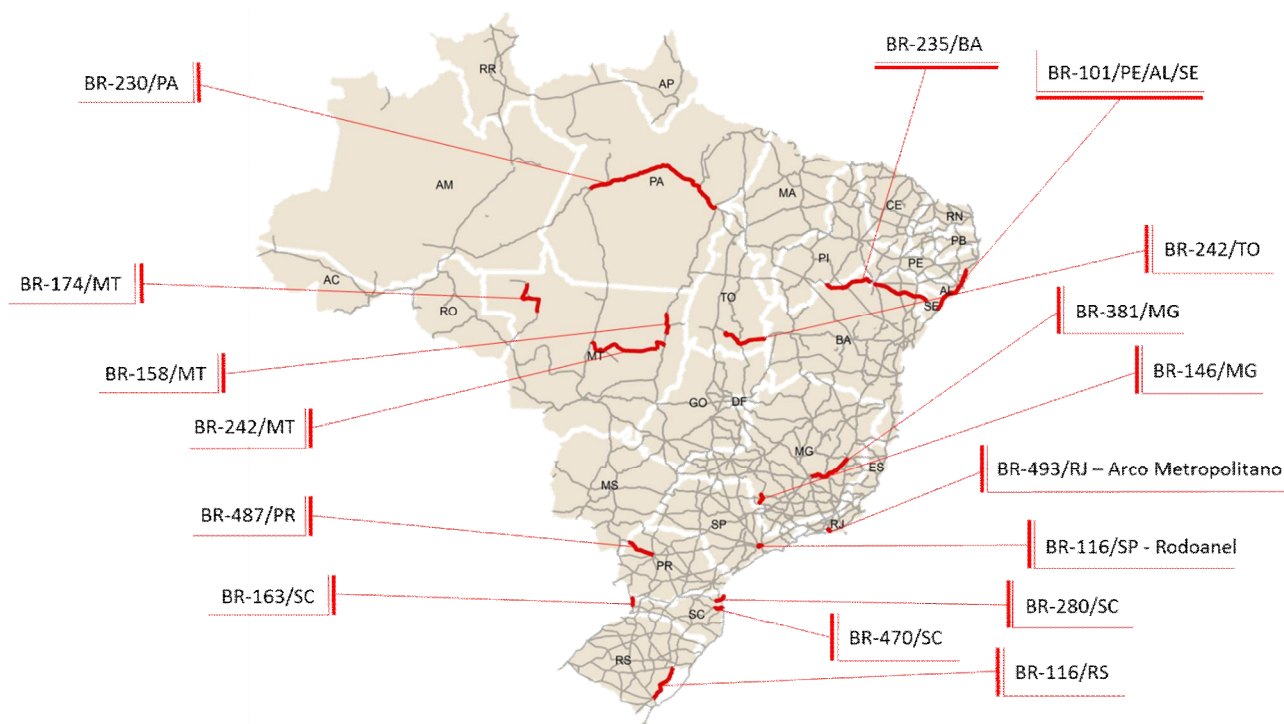 BR-235/BA
BR-101/PE/AL/SE
BR-230/PA
RR
AP
AM
PA
MA
CE
RN
PB
PI
PE
AL
SE
BR-242/TO
BR-174/MT
AC
RO
TO
BR-381/MG
BA
MT
BR-158/MT
BR-146/MG
BR-242/MT
GO
DF
MG
ES
BR-493/RJ – Arco Metropolitano
MS
SP
RJ
BR-487/PR
BR-116/SP - Rodoanel
PR
BR-163/SC
SC
BR-280/SC
BR-470/SC
RS
BR-116/RS